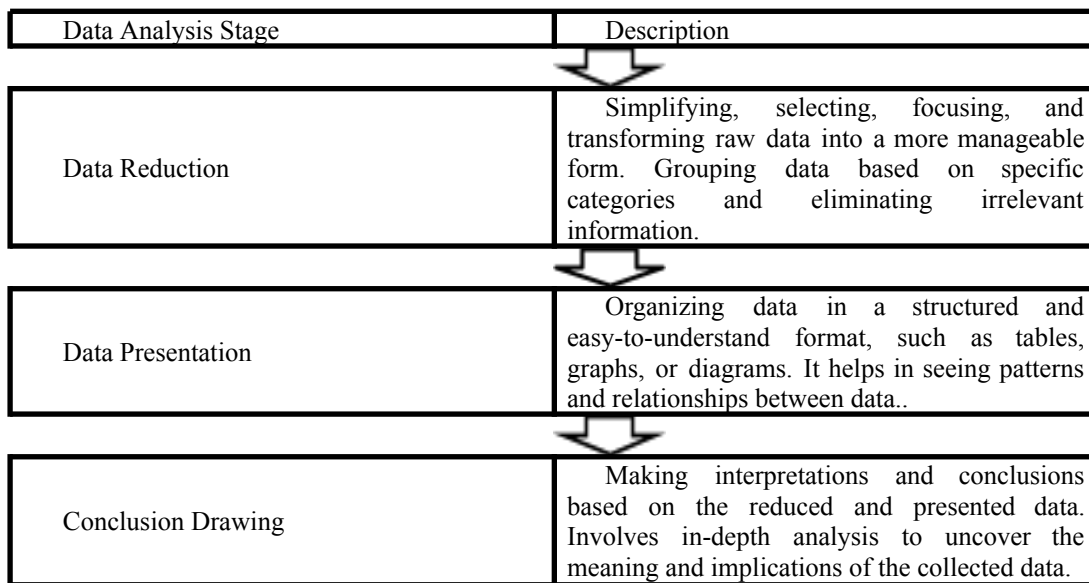 Data Analysis Stage
Description
Data Reduction
Simplifying, selecting, focusing, and
transforming raw data into a more manageable
form. Grouping data based on specific
categories and eliminating irrelevant
information.
Data Presentation
Organizing data in a structured and
easy-to-understand format, such as tables,
graphs, or diagrams. It helps in seeing patterns
and relationships between data..
Conclusion Drawing
Making interpretations and conclusions
based on the reduced and presented data.
Involves in-depth analysis to uncover the
meaning and implications of the collected data.